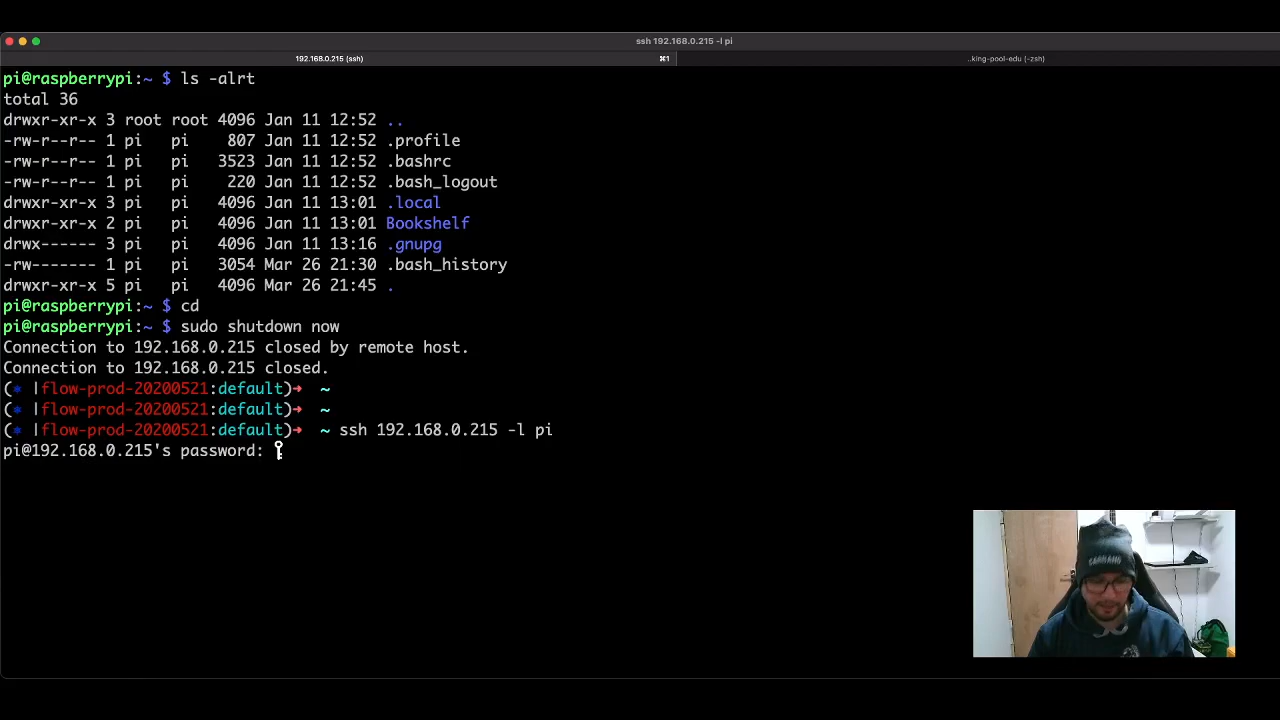 ssh 192.168.0.215 -l pi
192.168.0.215 (ssh) ⌘1 ..king-pool-edu (-zsh)
pi@raspberrypi:~ $ ls -alrt
total 36
drwxr-xr-x 3 root root 4096 Jan 11 12:52 ..
-rw-r--r-- 1 pi   pi    807 Jan 11 12:52 .profile
-rw-r--r-- 1 pi   pi   3523 Jan 11 12:52 .bashrc
-rw-r--r-- 1 pi   pi    220 Jan 11 12:52 .bash_logout
drwxr-xr-x 3 pi   pi   4096 Jan 11 13:01 .local
drwxr-xr-x 2 pi   pi   4096 Jan 11 13:01 Bookshelf
drwx------ 3 pi   pi   4096 Jan 11 13:16 .gnupg
-rw------- 1 pi   pi   3054 Mar 26 21:30 .bash_history
drwxr-xr-x 5 pi   pi   4096 Mar 26 21:45 .
pi@raspberrypi:~ $ cd
pi@raspberrypi:~ $ sudo shutdown now
Connection to 192.168.0.215 closed by remote host.
Connection to 192.168.0.215 closed.
(⎈ |flow-prod-20200521:default)➜  ~
(⎈ |flow-prod-20200521:default)➜  ~
(⎈ |flow-prod-20200521:default)➜  ~ ssh 192.168.0.215 -l pi
pi@192.168.0.215's password: